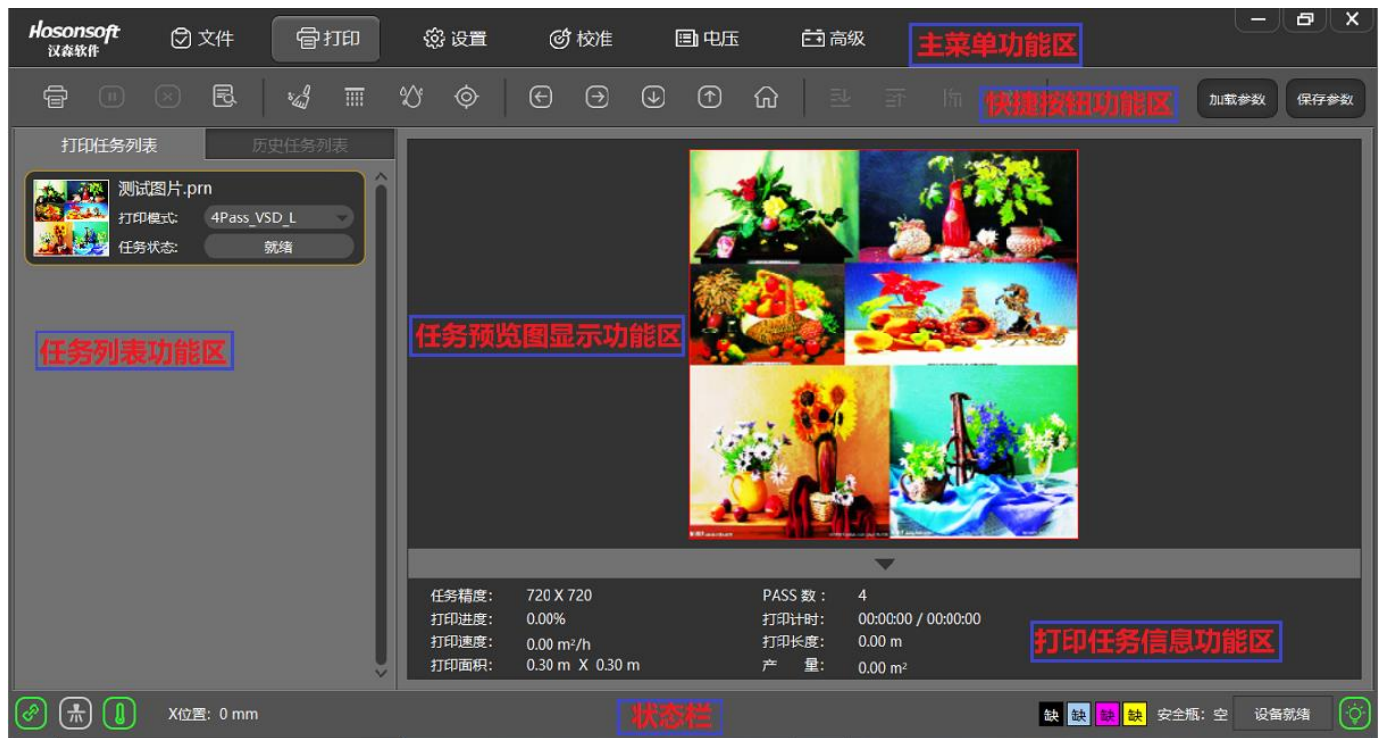 Hosonsoft
汉森软件
文件
打印
设置
校准
电压
高级
主菜单功能区
快捷按钮功能区
加载参数
保存参数
打印任务列表
历史任务列表
测试图片.prn
打印模式: 4Pass_VSD_L
任务状态: 就绪
任务列表功能区
任务预览图显示功能区
任务精度: 720 X 720 PASS 数: 4
打印进度: 0.00% 打印计时: 00:00:00 / 00:00:00
打印速度: 0.00 m²/h 打印长度: 0.00 m
打印面积: 0.30 m X 0.30 m 产 量: 0.00 m²
打印任务信息功能区
X位置: 0 mm
状态栏
缺 缺 缺 缺 安全瓶: 空
设备就绪